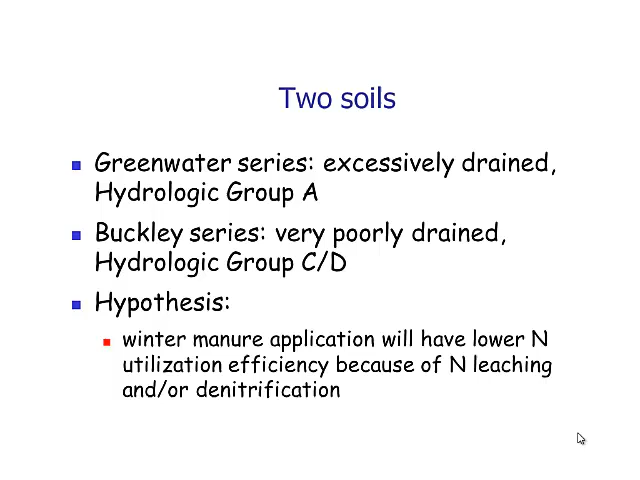 Two soils
Greenwater series: excessively drained,
Hydrologic Group A
Buckley series: very poorly drained,
Hydrologic Group C/D
Hypothesis:
winter manure application will have lower N
utilization efficiency because of N leaching
and/or denitrification